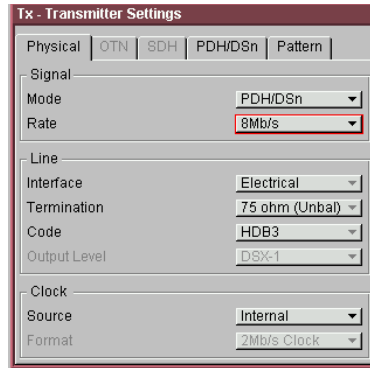 Tx - Transmitter Settings
Physical OTN SDH PDH/DSn Pattern
Signal
Mode PDH/DSn
Rate 8Mb/s
Line
Interface Electrical
Termination 75 ohm (Unbal)
Code HDB3
Output Level DSX-1
Clock
Source Internal
Format 2Mb/s Clock